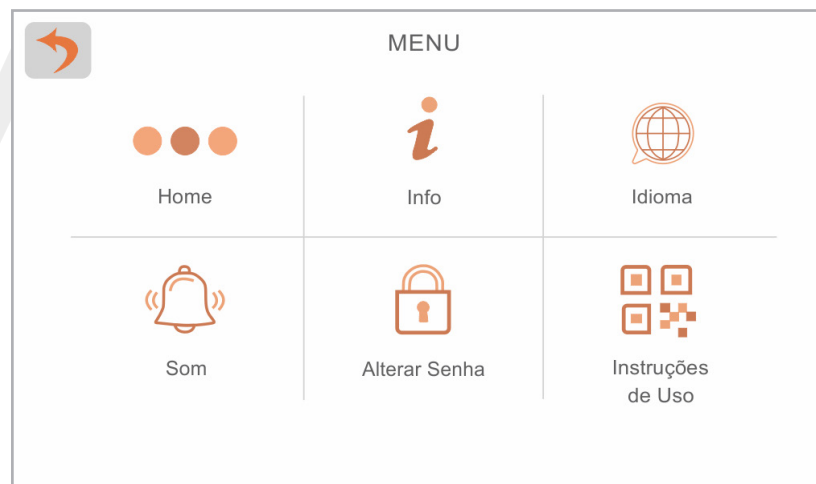 MENU
Home
Info
Idioma
Som
Alterar Senha
Instruções
de Uso